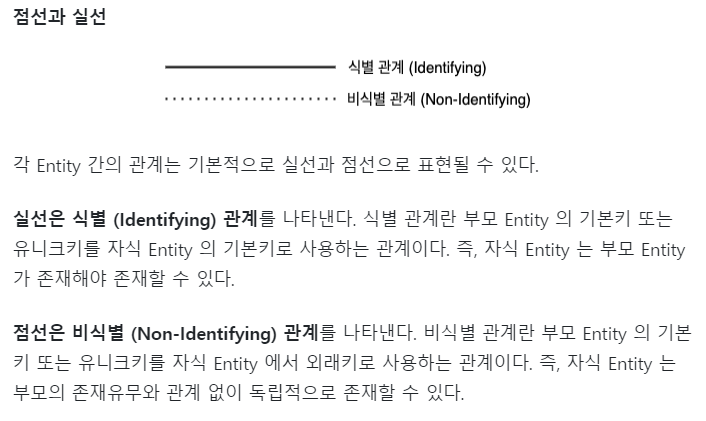 점선과 실선
식별 관계 (Identifying)
비식별 관계 (Non-Identifying)
각 Entity 간의 관계는 기본적으로 실선과 점선으로 표현될 수 있다.
실선은 식별 (Identifying) 관계를 나타낸다. 식별 관계란 부모 Entity 의 기본키 또는
유니크키를 자식 Entity 의 기본키로 사용하는 관계이다. 즉, 자식 Entity 는 부모 Entity
가 존재해야 존재할 수 있다.
점선은 비식별 (Non-Identifying) 관계를 나타낸다. 비식별 관계란 부모 Entity 의 기본
키 또는 유니크키를 자식 Entity 에서 외래키로 사용하는 관계이다. 즉, 자식 Entity 는
부모의 존재유무와 관계 없이 독립적으로 존재할 수 있다.